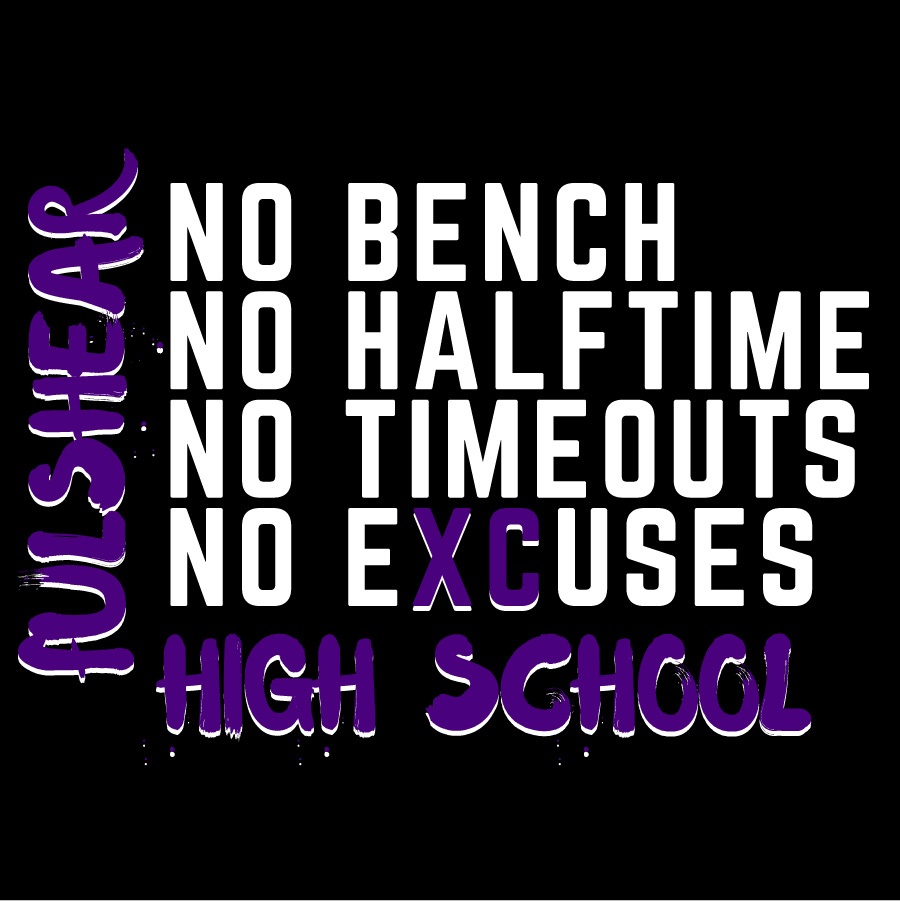 FULSHEAR
NO BENCH
NO HALFTIME
NO TIMEOUTS
NO EXCUSES
HIGH SCHOOL